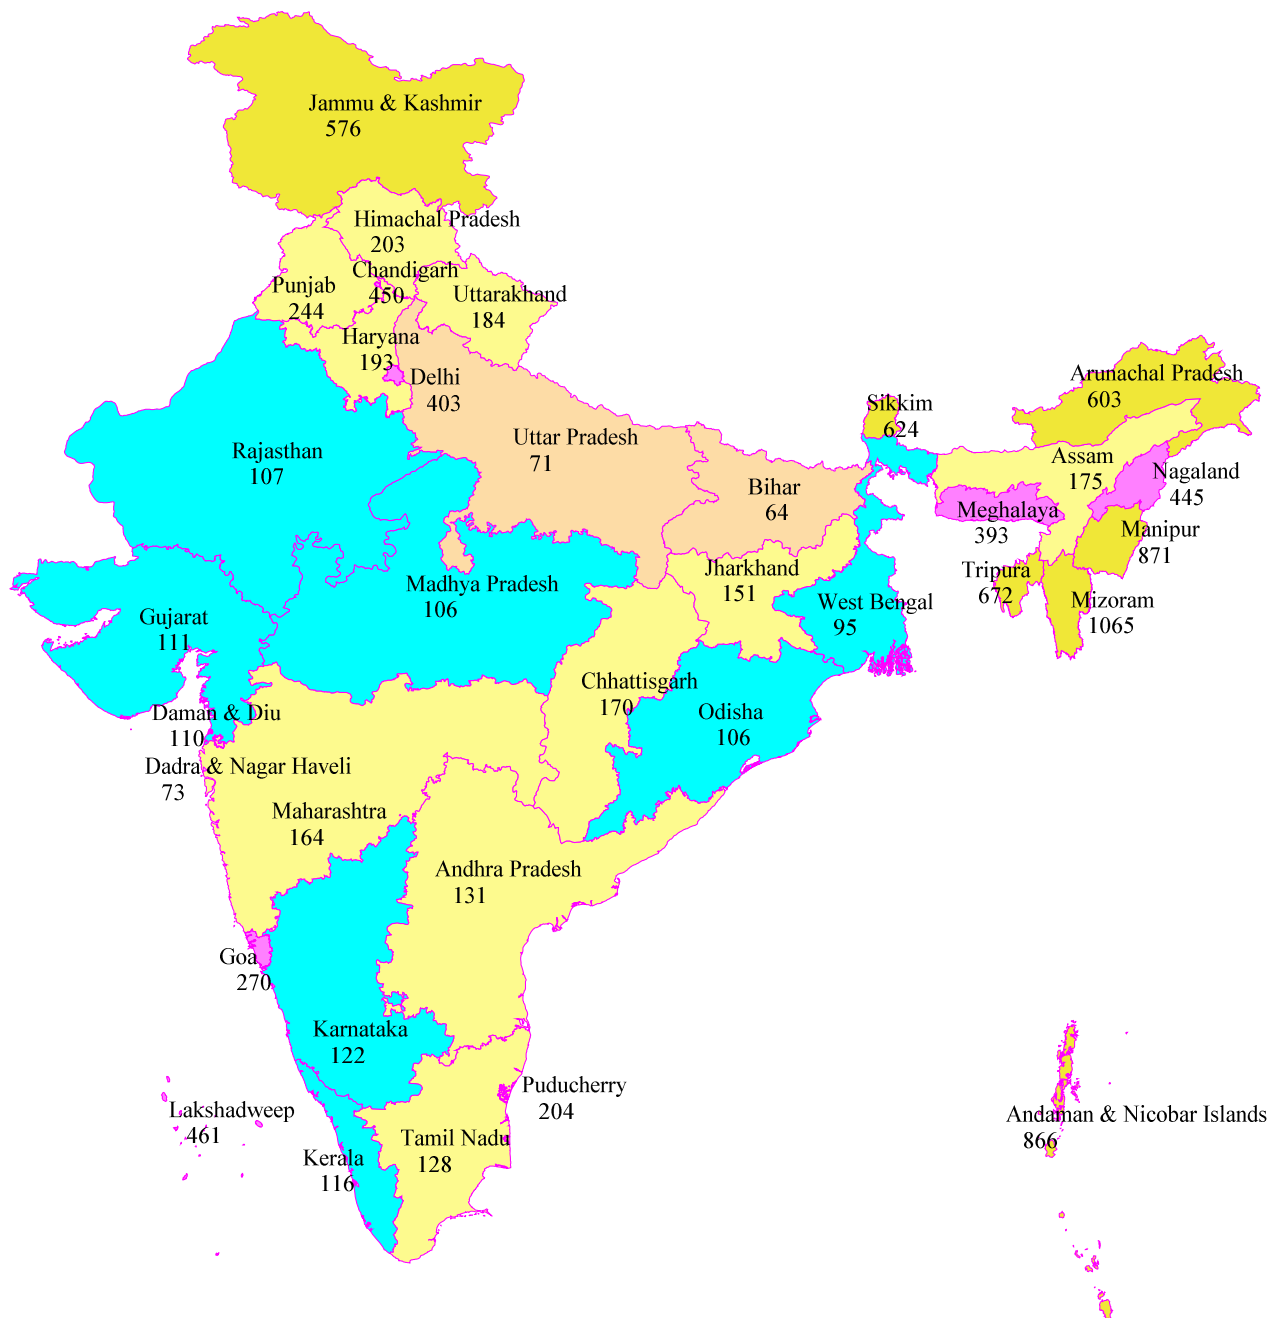 Jammu & Kashmir
576
Himachal Pradesh
203
Chandigarh
450
Punjab
244
Uttarakhand
184
Haryana
193
Delhi
403
Arunachal Pradesh
603
Sikkim
624
Uttar Pradesh
71
Rajasthan
107
Assam
175
Nagaland
445
Bihar
64
Meghalaya
393
Manipur
871
Jharkhand
151
Tripura
672
Madhya Pradesh
106
Mizoram
1065
West Bengal
95
Gujarat
111
Chhattisgarh
170
Odisha
106
Daman & Diu
110
Dadra & Nagar Haveli
73
Maharashtra
164
Andhra Pradesh
131
Goa
270
Karnataka
122
Puducherry
204
Lakshadweep
461
Andaman & Nicobar Islands
866
Tamil Nadu
128
Kerala
116